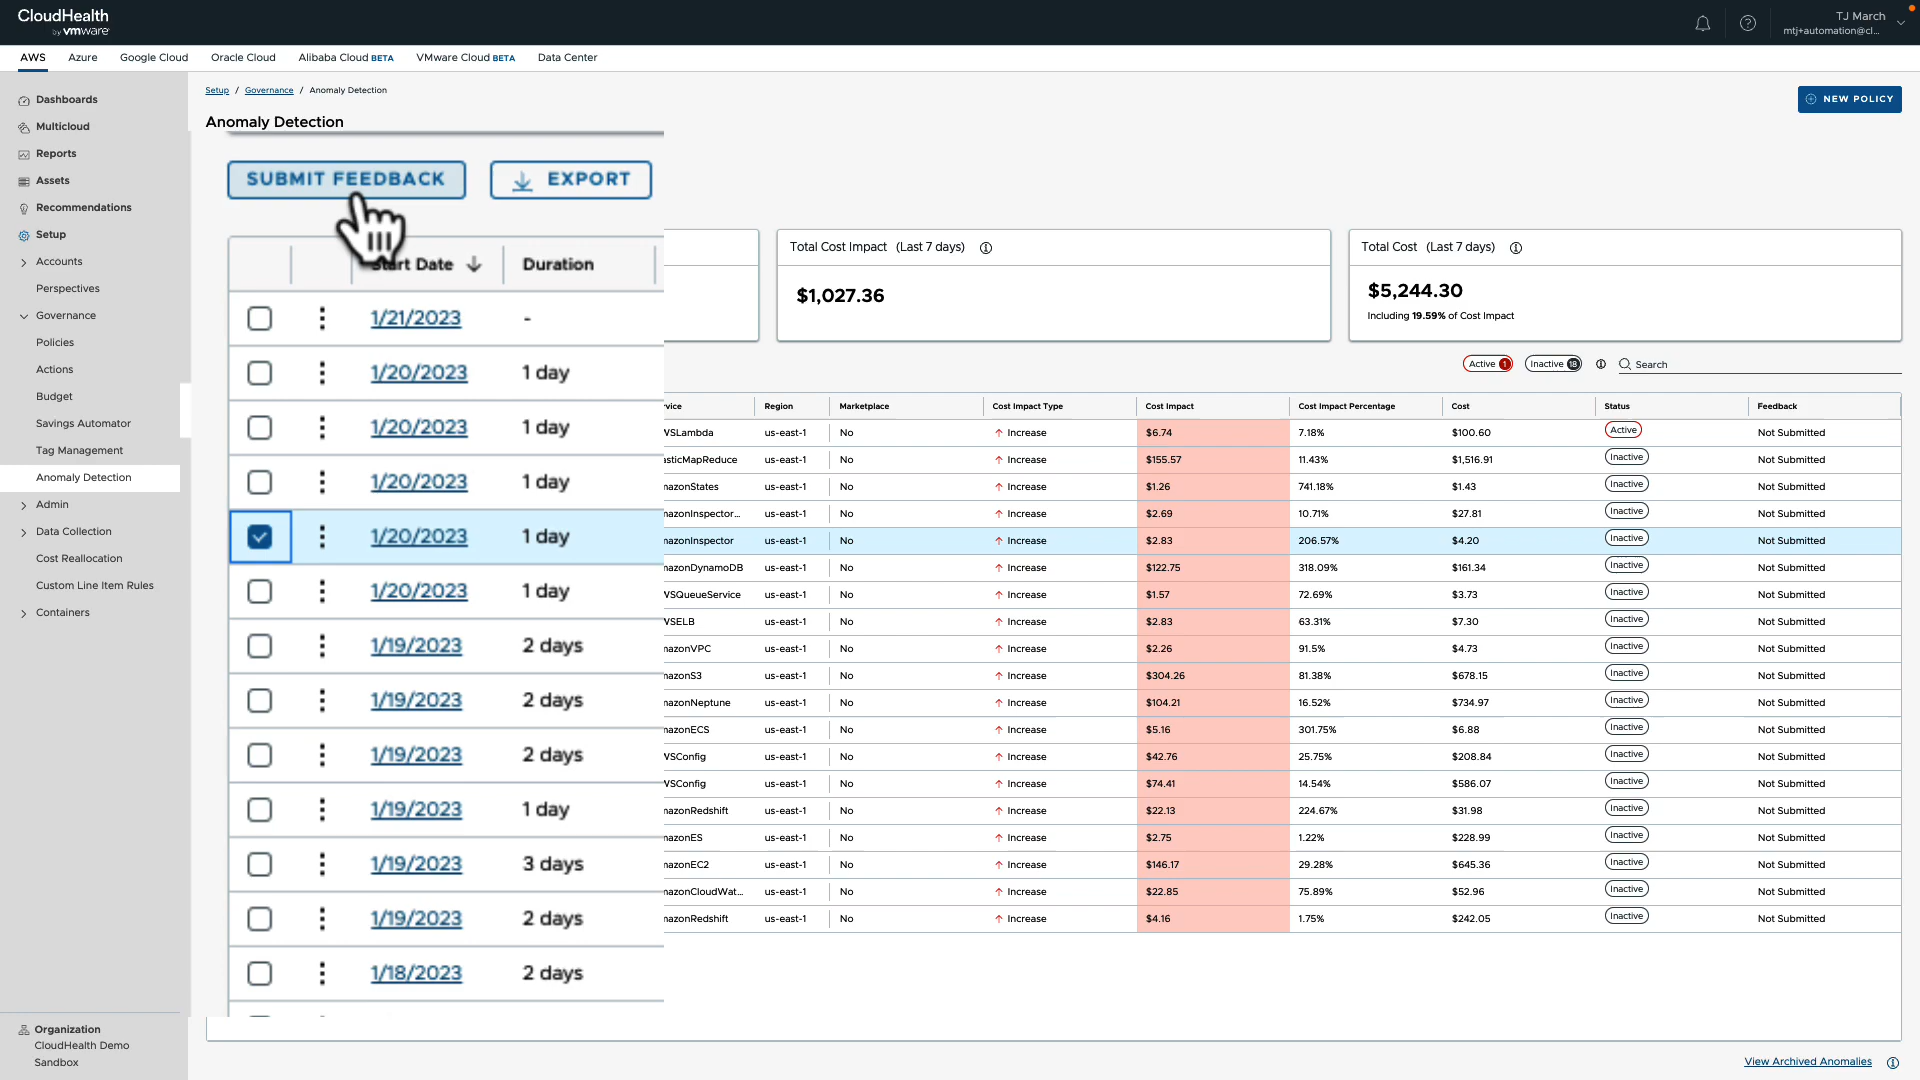 CloudHealth
by vmware
TJ March
mtj+automation@cl...
AWS
Azure
Google Cloud
Oracle Cloud
Alibaba Cloud BETA
VMware Cloud BETA
Data Center
Dashboards
Multicloud
Reports
Assets
Recommendations
Setup
Accounts
Perspectives
Governance
Policies
Actions
Budget
Savings Automator
Tag Management
Anomaly Detection
Admin
Data Collection
Cost Reallocation
Custom Line Item Rules
Containers
Organization
CloudHealth Demo
Sandbox
Setup / Governance / Anomaly Detection
NEW POLICY
Anomaly Detection
SUBMIT FEEDBACK
EXPORT
Start Date Duration
1/21/2023 -
1/20/2023 1 day
1/20/2023 1 day
1/20/2023 1 day
1/20/2023 1 day
1/20/2023 1 day
1/19/2023 2 days
1/19/2023 2 days
1/19/2023 2 days
1/19/2023 1 day
1/19/2023 3 days
1/19/2023 2 days
1/18/2023 2 days
Total Cost Impact (Last 7 days)
$1,027.36
Total Cost (Last 7 days)
$5,244.30
Including 19.59% of Cost Impact
Active 1
Inactive 18
Search
vice Region Marketplace Cost Impact Type Cost Impact Cost Impact Percentage Cost Status Feedback
WSLambda us-east-1 No Increase $6.74 7.18% $100.60 Active Not Submitted
asticMapReduce us-east-1 No Increase $155.57 11.43% $1,516.91 Inactive Not Submitted
nazonStates us-east-1 No Increase $1.26 741.18% $1.43 Inactive Not Submitted
nazonInspector... us-east-1 No Increase $2.69 10.71% $27.81 Inactive Not Submitted
nazonInspector us-east-1 No Increase $2.83 206.57% $4.20 Inactive Not Submitted
nazonDynamoDB us-east-1 No Increase $122.75 318.09% $161.34 Inactive Not Submitted
WSQueueService us-east-1 No Increase $1.57 72.69% $3.73 Inactive Not Submitted
WSELB us-east-1 No Increase $2.83 63.31% $7.30 Inactive Not Submitted
nazonVPC us-east-1 No Increase $2.26 91.5% $4.73 Inactive Not Submitted
nazonS3 us-east-1 No Increase $304.26 81.38% $678.15 Inactive Not Submitted
nazonNeptune us-east-1 No Increase $104.21 16.52% $734.97 Inactive Not Submitted
nazonECS us-east-1 No Increase $5.16 301.75% $6.88 Inactive Not Submitted
WSConfig us-east-1 No Increase $42.76 25.75% $208.84 Inactive Not Submitted
WSConfig us-east-1 No Increase $74.41 14.54% $586.07 Inactive Not Submitted
nazonRedshift us-east-1 No Increase $22.13 224.67% $31.98 Inactive Not Submitted
nazonES us-east-1 No Increase $2.75 1.22% $228.99 Inactive Not Submitted
nazonEC2 us-east-1 No Increase $146.17 29.28% $645.36 Inactive Not Submitted
nazonCloudWat... us-east-1 No Increase $22.85 75.89% $52.96 Inactive Not Submitted
nazonRedshift us-east-1 No Increase $4.16 1.75% $242.05 Inactive Not Submitted
View Archived Anomalies